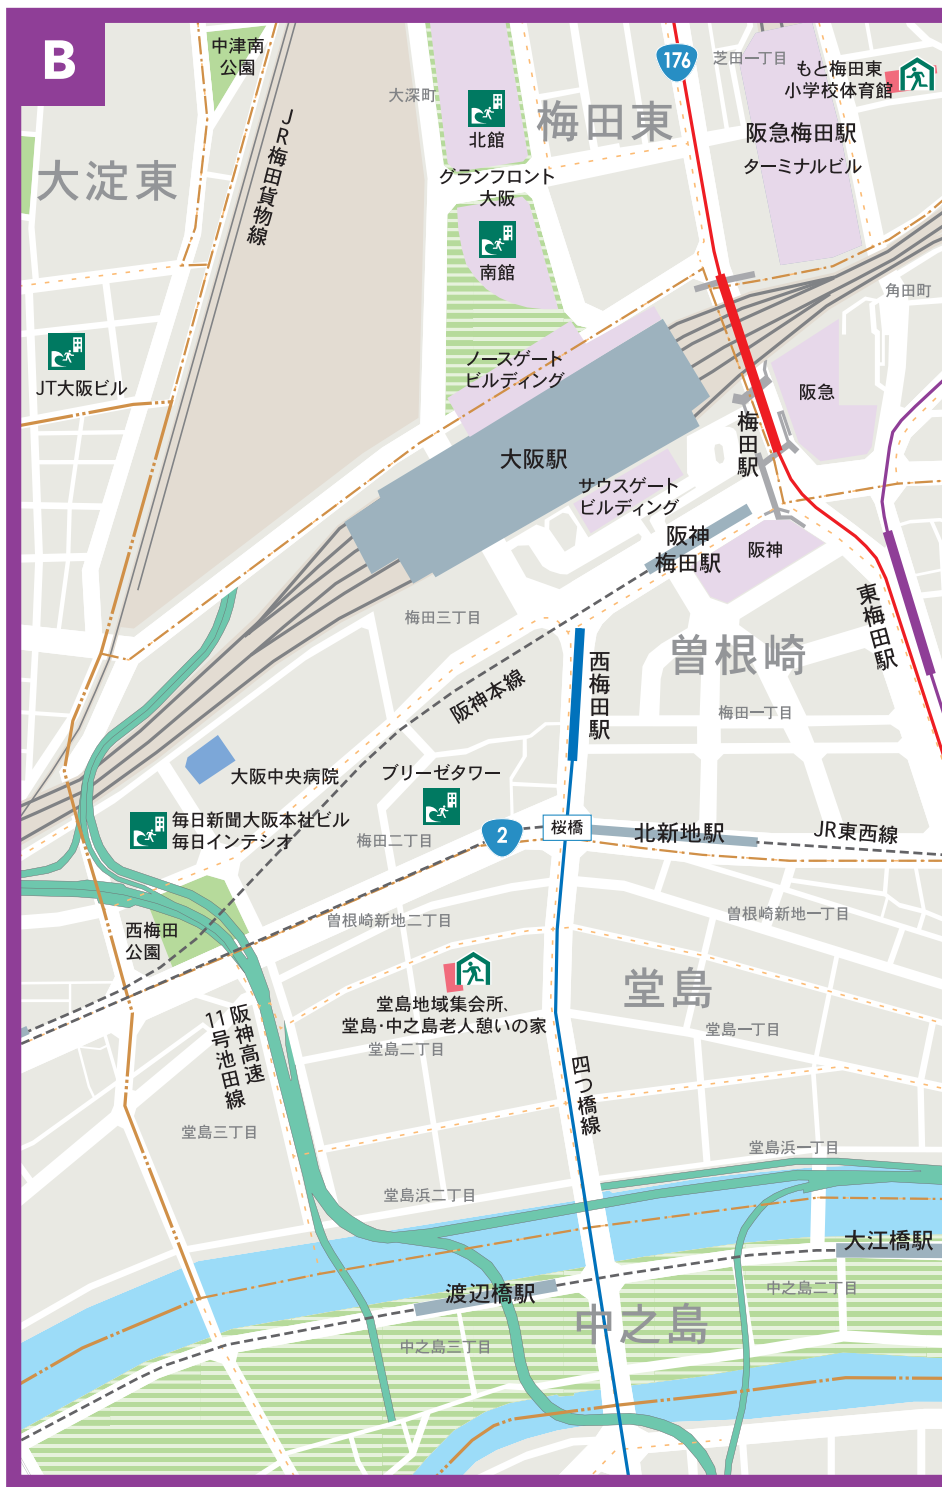 B
中津南
公園
176
芝田一丁目
もと梅田東
小学校体育館
大深町
北館
梅田東
阪急梅田駅
ターミナルビル
JR梅田貨物線
大淀東
グランフロント
大阪
南館
角田町
JT大阪ビル
ノースゲート
ビルディング
阪急
梅田駅
大阪駅
サウスゲート
ビルディング
阪神
梅田駅
阪神
東梅田駅
梅田三丁目
曽根崎
西梅田駅
阪神本線
梅田一丁目
大阪中央病院
ブリーゼタワー
毎日新聞大阪本社ビル
毎日インテシオ
梅田二丁目
2
桜橋
北新地駅
JR東西線
西梅田
公園
曽根崎新地二丁目
曽根崎新地一丁目
堂島
堂島地域集会所、
堂島・中之島老人憩いの家
堂島二丁目
堂島一丁目
阪神高速
11号池田線
四つ橋線
堂島三丁目
堂島浜一丁目
堂島浜二丁目
大江橋駅
渡辺橋駅
中之島二丁目
中之島
中之島三丁目